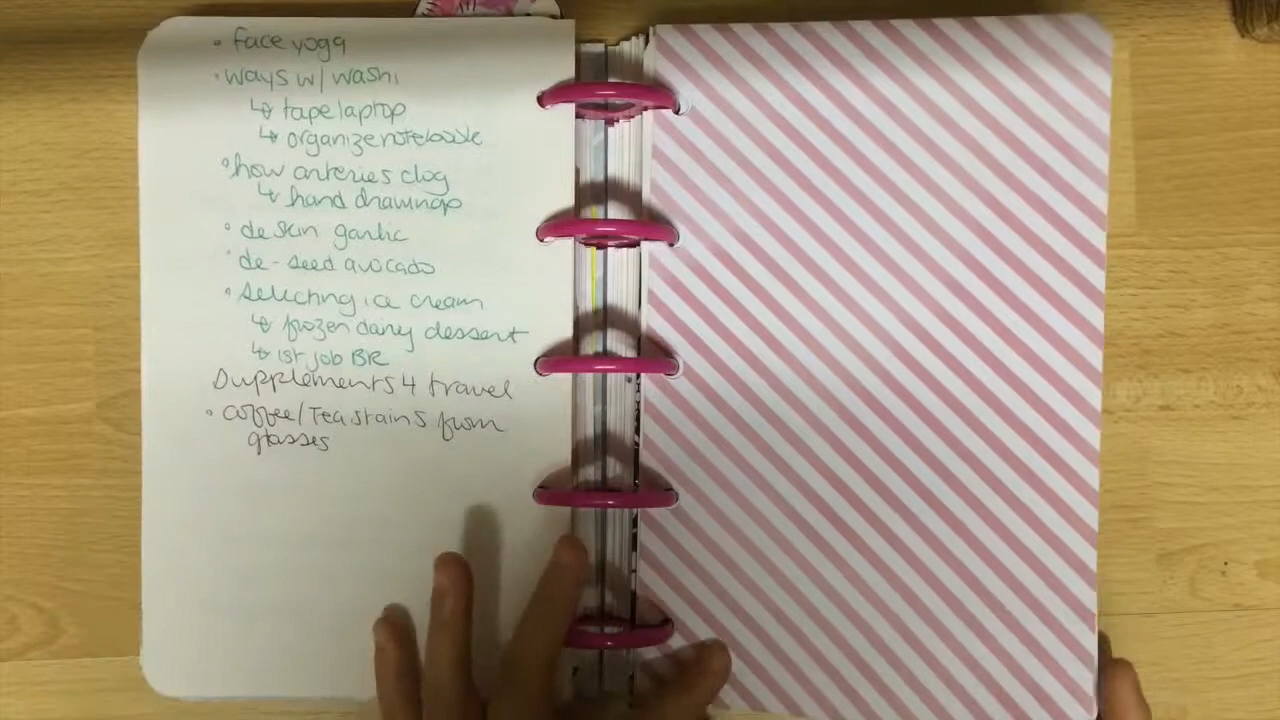 • face yoga
• ways w/ washi
↳ tape laptop
↳ organize notebook
• how arteries clog
↳ hand drawings
• de skin garlic
• de-seed avocado
• selecting ice cream
↳ frozen dairy dessert
↳ 1st job BR
Supplements 4 travel
• coffee/Tea stains from
glasses